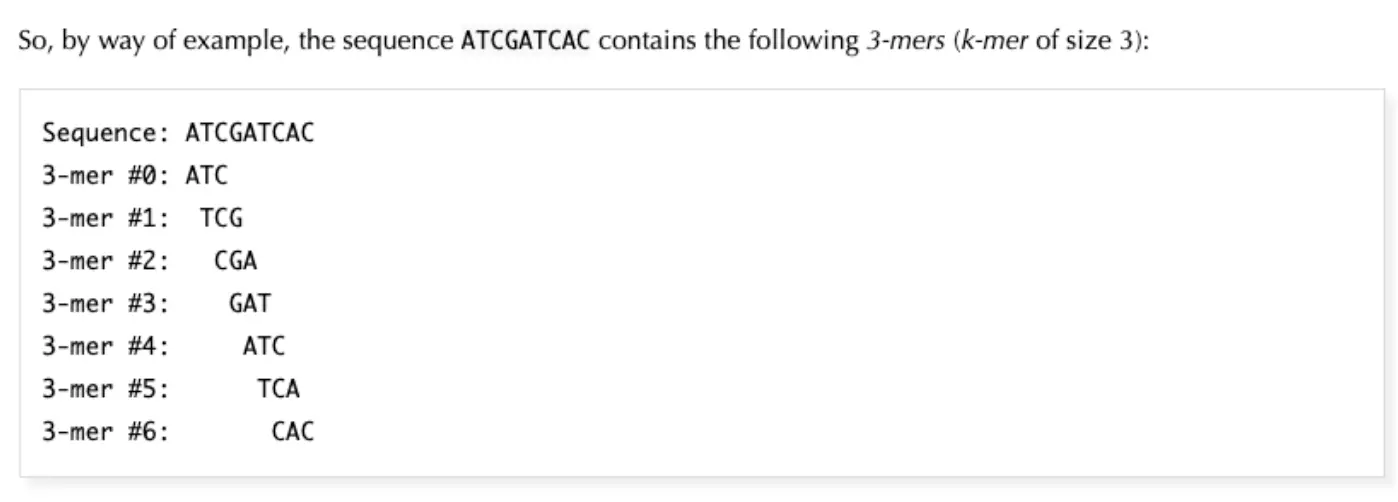 So, by way of example, the sequence ATCGATCAC contains the following 3-mers (k-mer of size 3):
Sequence: ATCGATCAC
3-mer #0: ATC
3-mer #1:  TCG
3-mer #2:   CGA
3-mer #3:    GAT
3-mer #4:     ATC
3-mer #5:      TCA
3-mer #6:       CAC